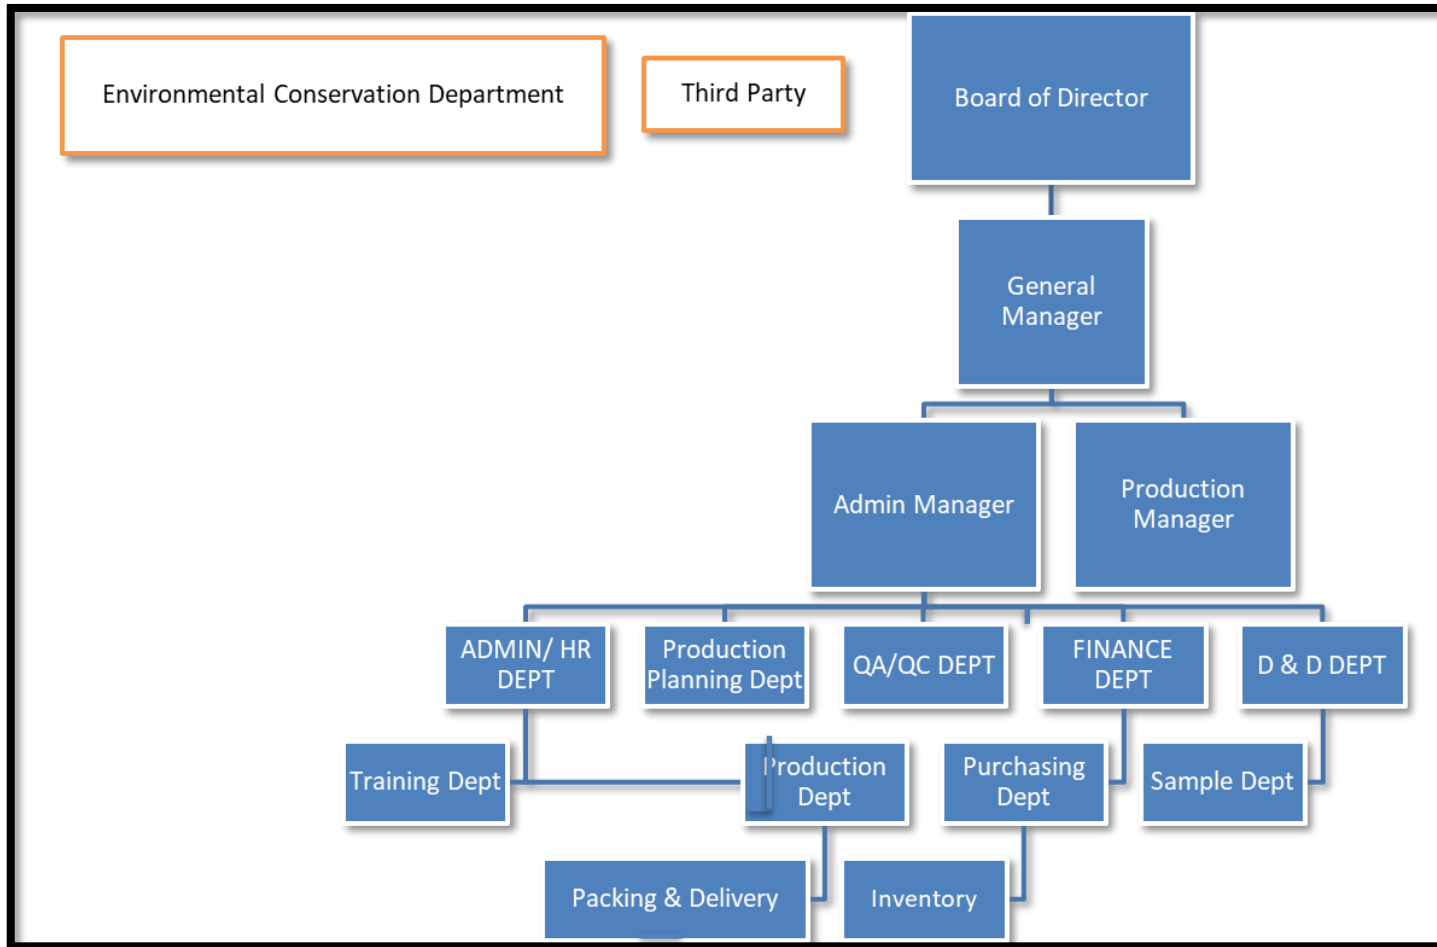 Environmental Conservation Department
Third Party
Board of Director
General
Manager
Admin Manager
Production
Manager
ADMIN/ HR
DEPT
Production
Planning Dept
QA/QC DEPT
FINANCE
DEPT
D & D DEPT
Training Dept
Production
Dept
Purchasing
Dept
Sample Dept
Packing & Delivery
Inventory